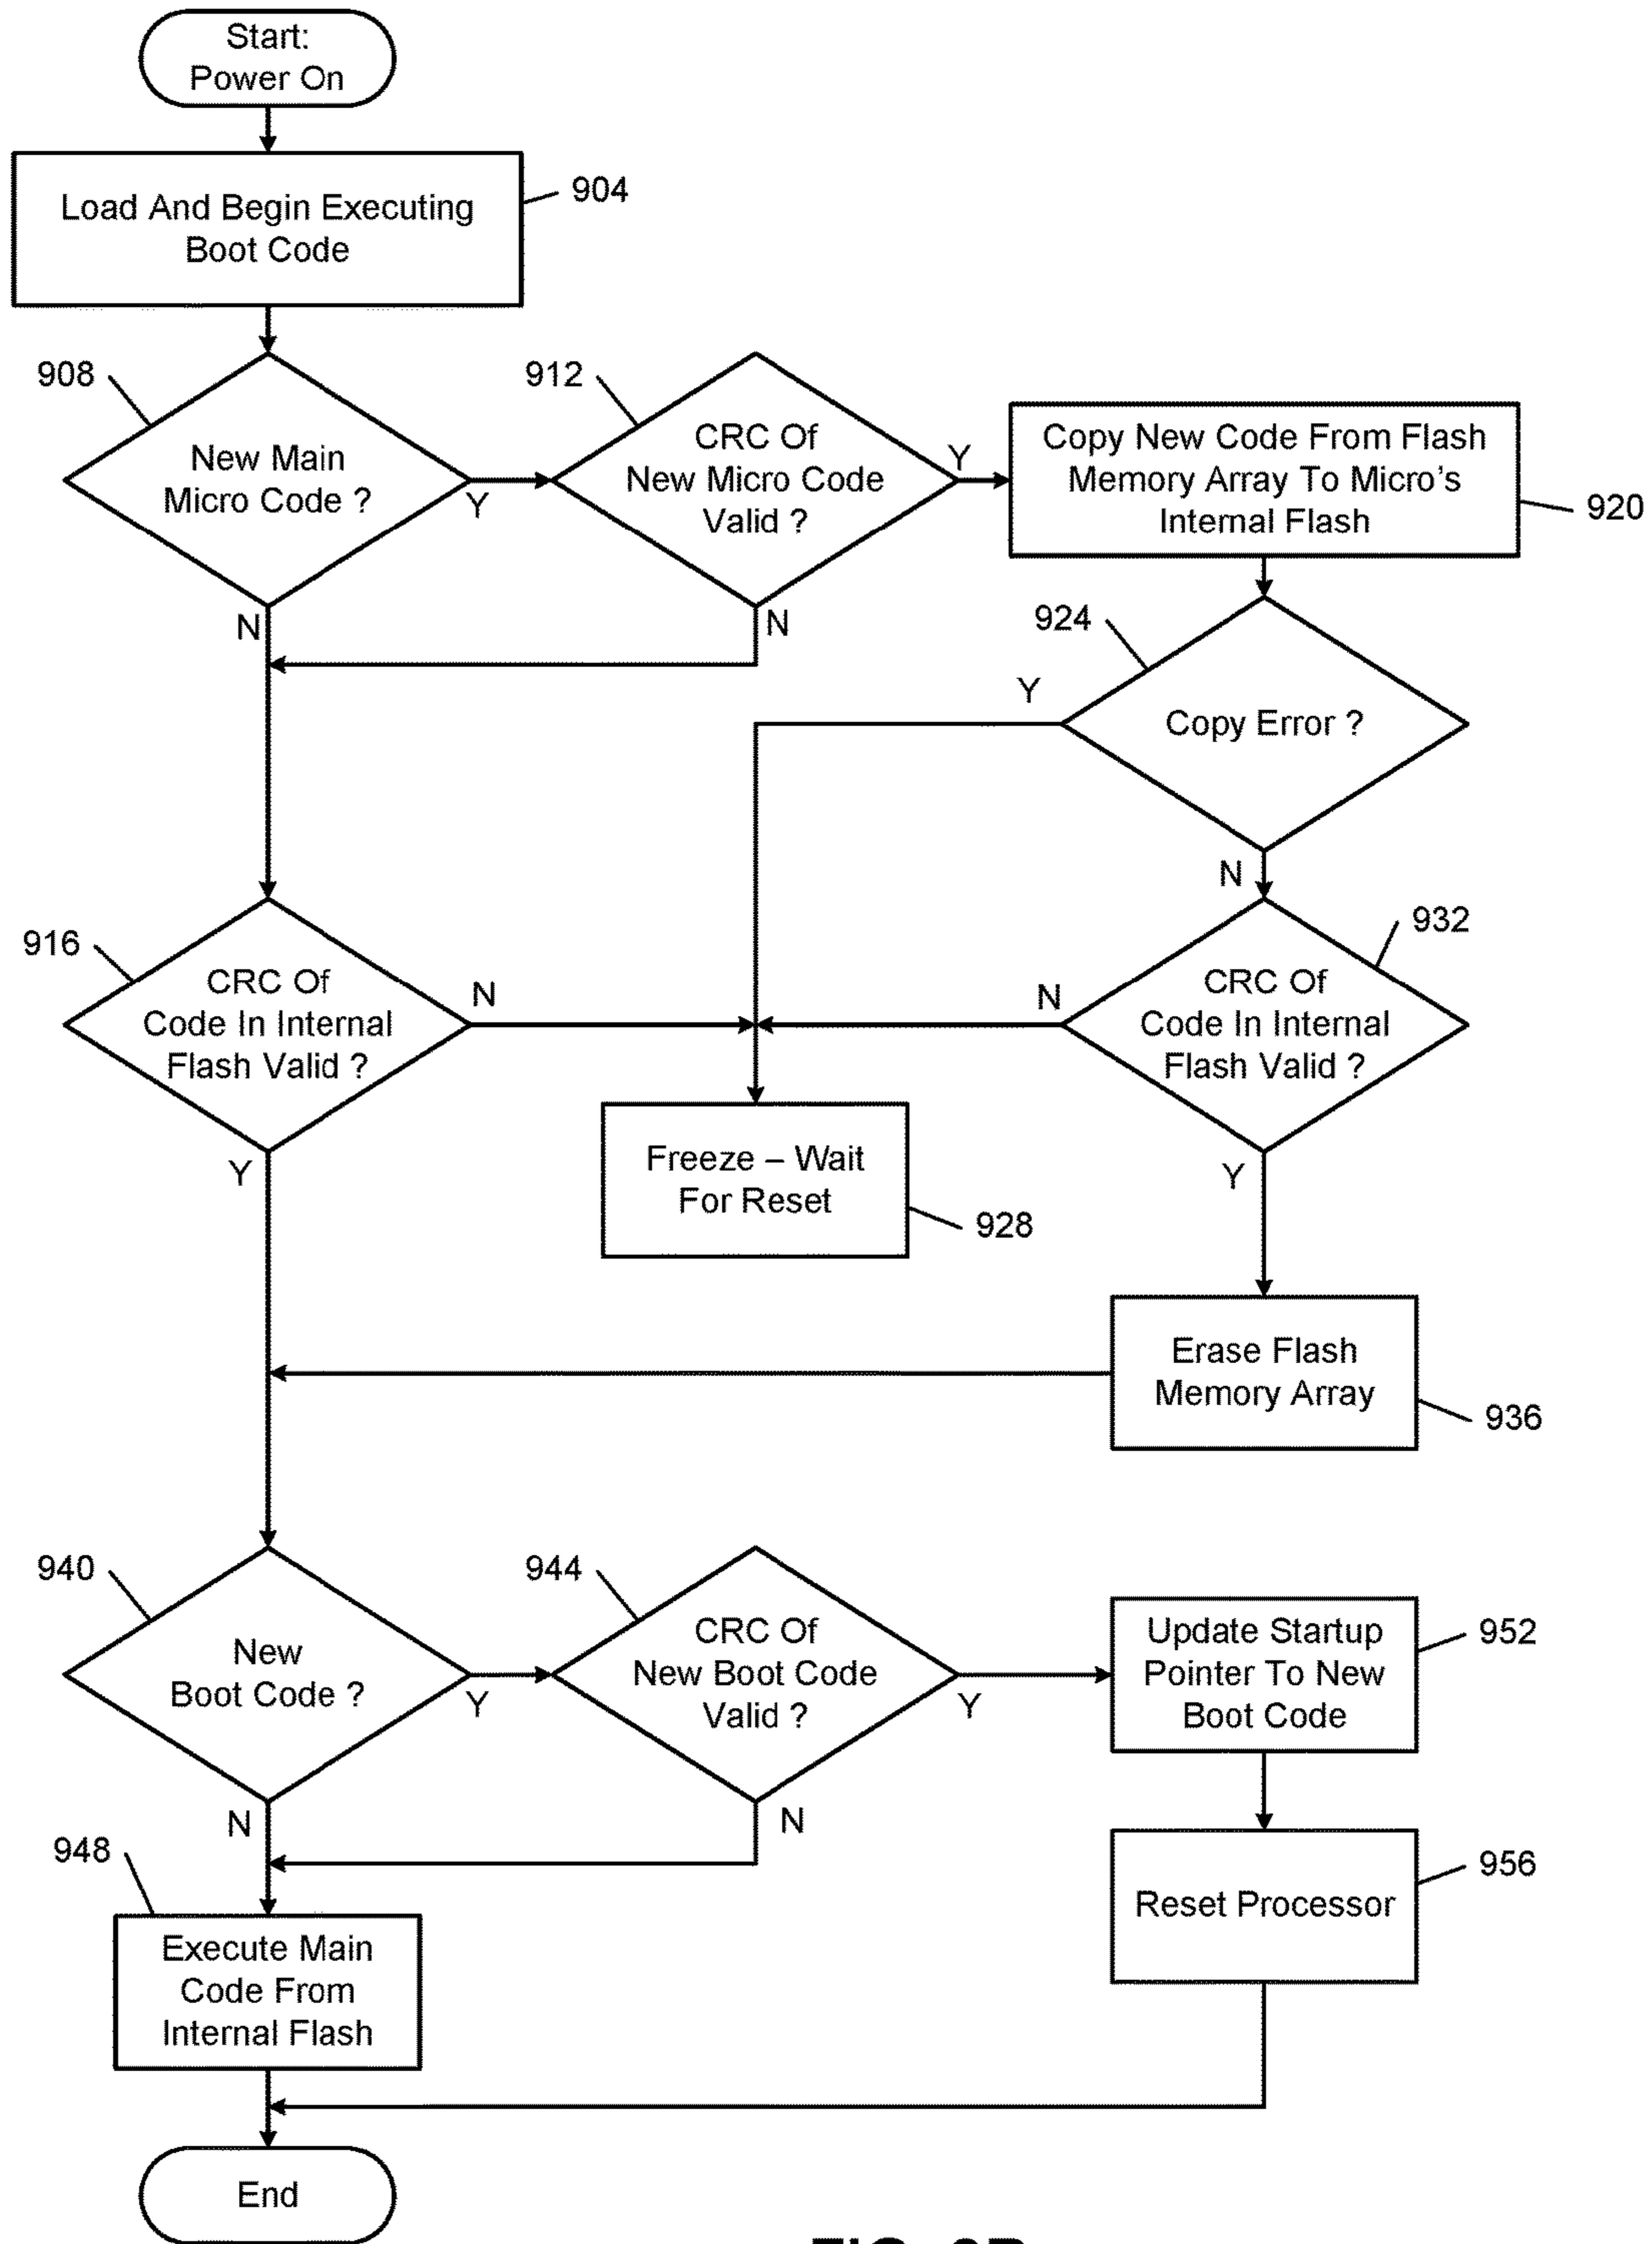 Start:
Power On
Load And Begin Executing
Boot Code
904
908
New Main
Micro Code ?
Y
N
912
CRC Of
New Micro Code
Valid ?
Y
N
Copy New Code From Flash
Memory Array To Micro's
Internal Flash
920
924
Copy Error ?
Y
N
916
CRC Of
Code In Internal
Flash Valid ?
N
Y
932
CRC Of
Code In Internal
Flash Valid ?
N
Y
Freeze – Wait
For Reset
928
Erase Flash
Memory Array
936
940
New
Boot Code ?
Y
N
944
CRC Of
New Boot Code
Valid ?
Y
N
Update Startup
Pointer To New
Boot Code
952
948
Execute Main
Code From
Internal Flash
Reset Processor
956
End